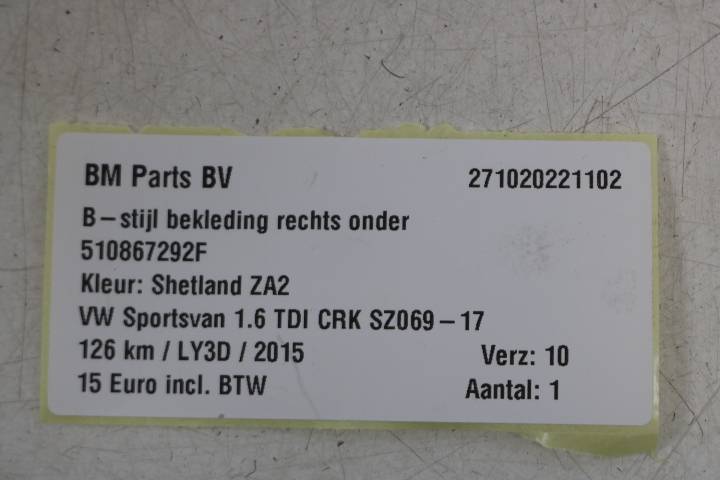 BM Parts BV 271020221102
B-stijl bekleding rechts onder
510867292F
Kleur: Shetland ZA2
VW Sportsvan 1.6 TDI CRK SZ069-17
126 km / LY3D / 2015 Verz: 10
15 Euro incl. BTW Aantal: 1